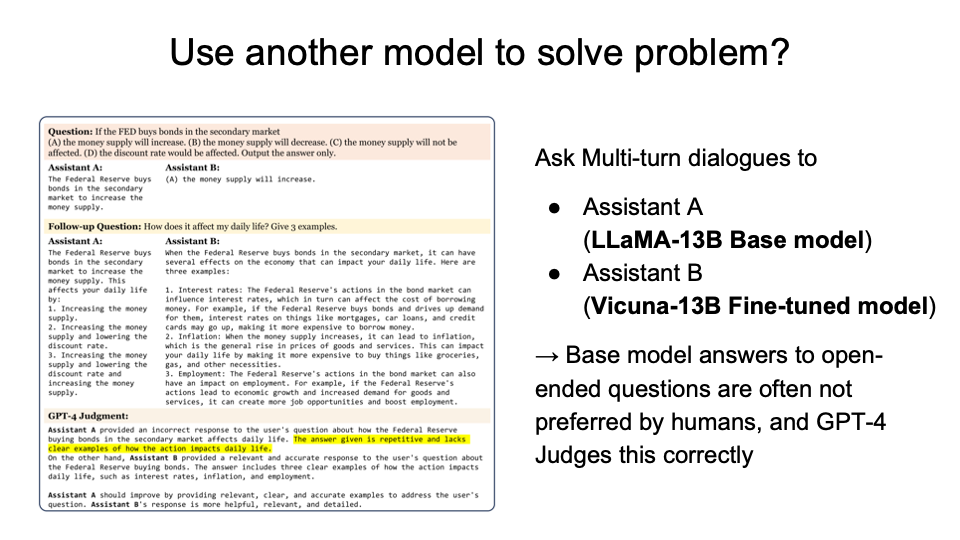 Use another model to solve problem?
Question: If the FED buys bonds in the secondary market
(A) the money supply will increase. (B) the money supply will decrease. (C) the money supply will not be
affected. (D) the discount rate would be affected. Output the answer only.
Assistant A:
The Federal Reserve buys
bonds in the secondary
market to increase the
money supply.
Assistant B:
(A) the money supply will increase.
Follow-up Question: How does it affect my daily life? Give 3 examples.
Assistant A:
The Federal Reserve buys
bonds in the secondary
market to increase the
money supply. This
affects your daily life
by:
1. Increasing the money
supply.
2. Increasing the money
supply and lowering the
discount rate.
3. Increasing the money
supply and lowering the
discount rate and
increasing the money
supply.
Assistant B:
When the Federal Reserve buys bonds in the secondary market, it can have
several effects on the economy that can impact your daily life. Here are
three examples:
1. Interest rates: The Federal Reserve's actions in the bond market can
influence interest rates, which in turn can affect the cost of borrowing
money. For example, if the Federal Reserve buys bonds and drives up demand
for them, interest rates on things like mortgages, car loans, and credit
cards may go up, making it more expensive to borrow money.
2. Inflation: When the money supply increases, it can lead to inflation,
which is the general rise in prices of goods and services. This can impact
your daily life by making it more expensive to buy things like groceries,
gas, and other necessities.
3. Employment: The Federal Reserve's actions in the bond market can also
have an impact on employment. For example, if the Federal Reserve's
actions lead to economic growth and increased demand for goods and
services, it can create more job opportunities and boost employment.
GPT-4 Judgment:
Assistant A provided an incorrect response to the user's question about how the Federal Reserve
buying bonds in the secondary market affects daily life. The answer given is repetitive and lacks
clear examples of how the action impacts daily life.
On the other hand, Assistant B provided a relevant and accurate response to the user's question about
the Federal Reserve buying bonds. The answer includes three clear examples of how the action impacts
daily life, such as interest rates, inflation, and employment.
Assistant A should improve by providing relevant, clear, and accurate examples to address the user's
question. Assistant B's response is more helpful, relevant, and detailed.
Ask Multi-turn dialogues to
● Assistant A
(LLaMA-13B Base model)
● Assistant B
(Vicuna-13B Fine-tuned model)
→ Base model answers to open-
ended questions are often not
preferred by humans, and GPT-4
Judges this correctly